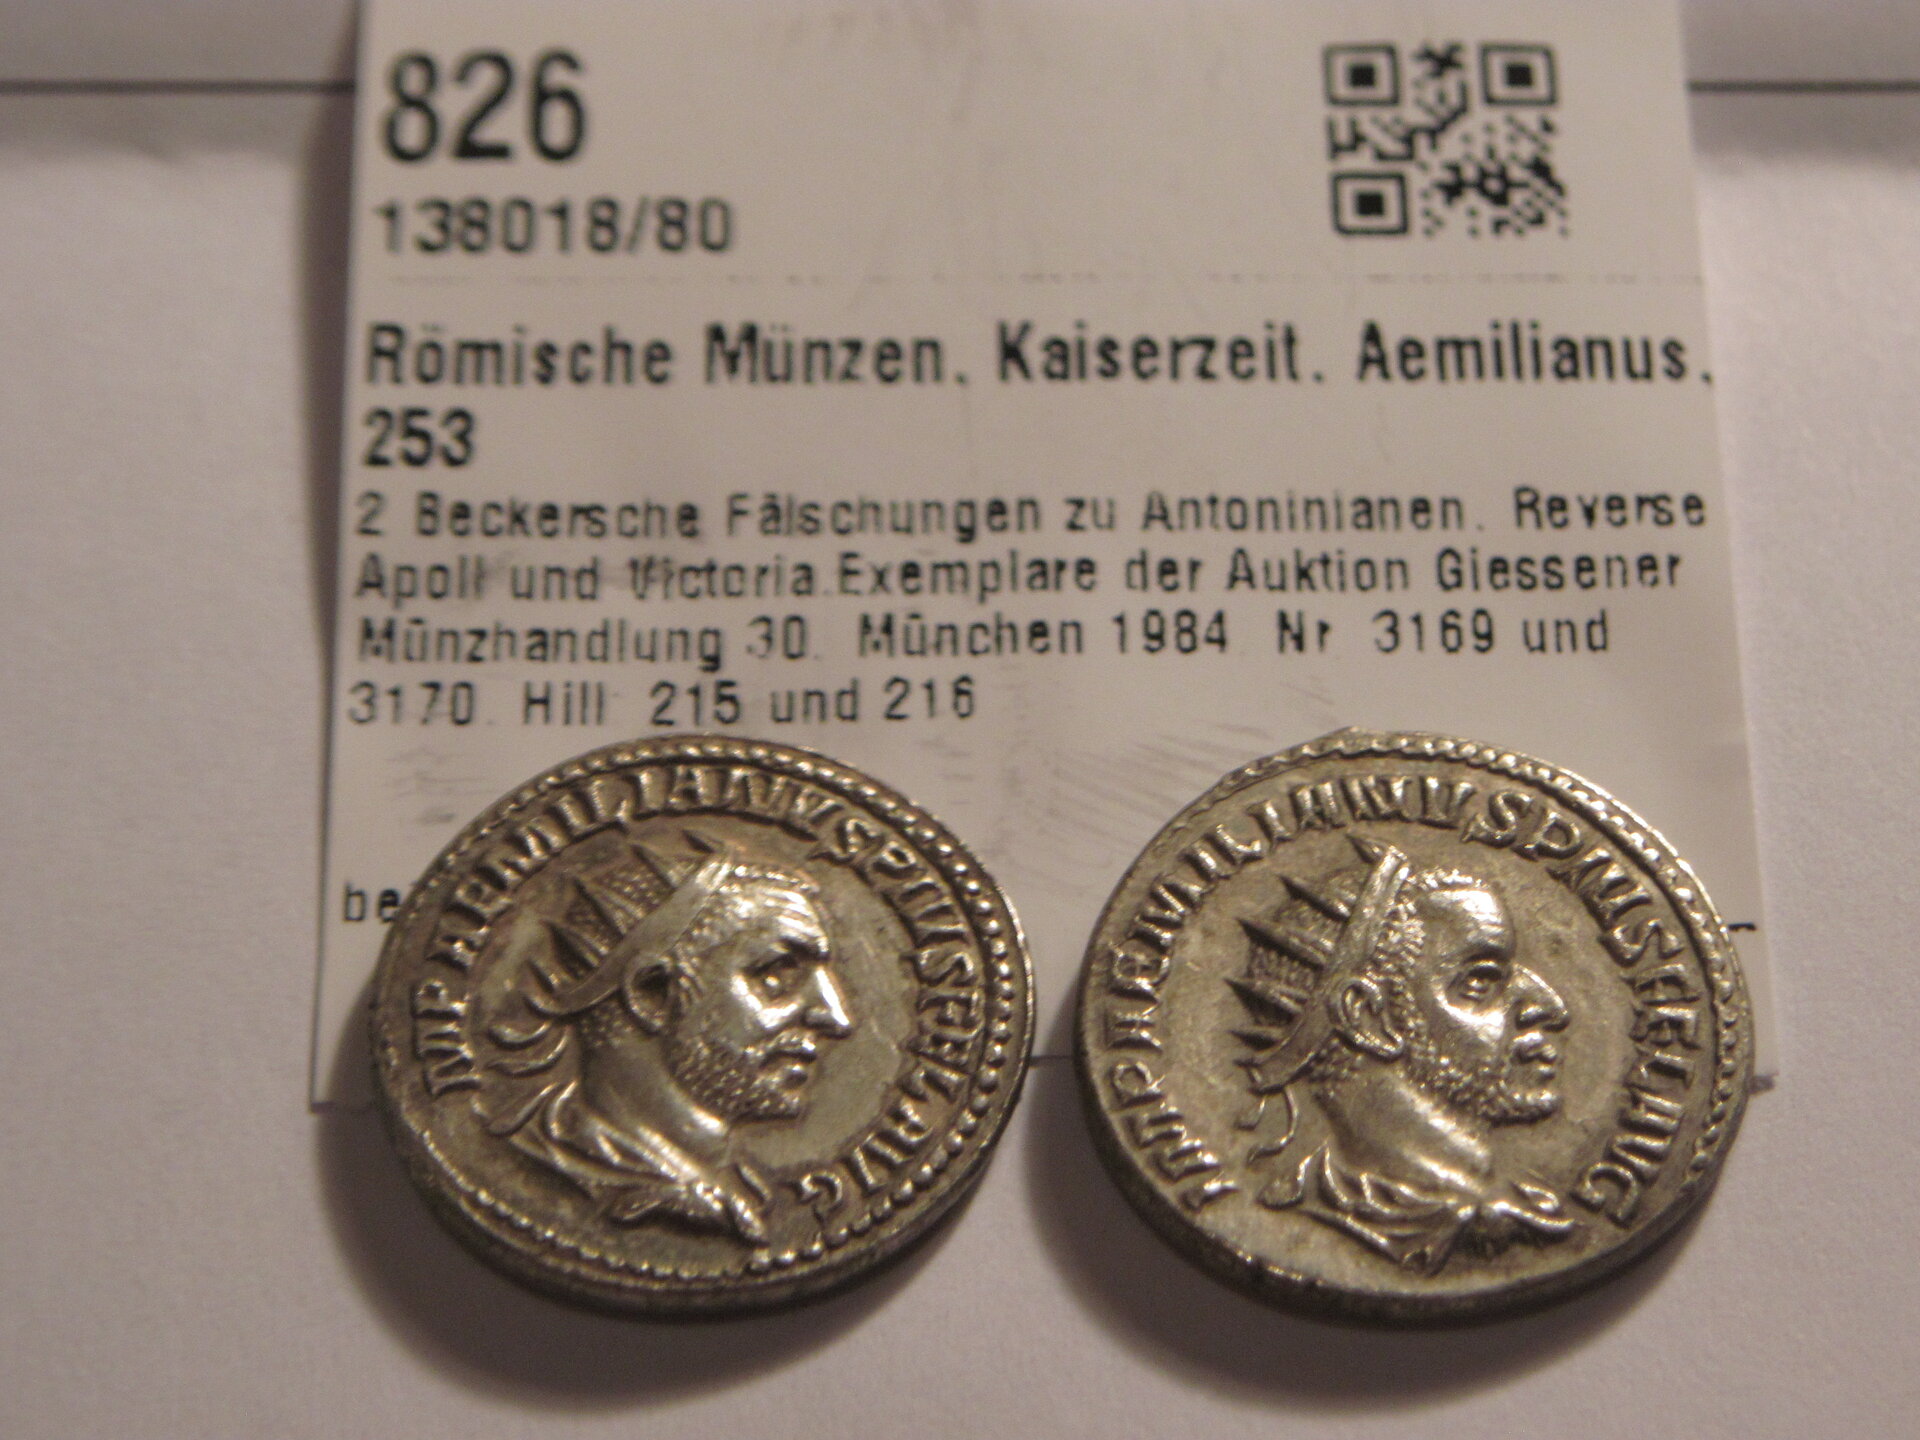 826
138018/80
Römische Münzen, Kaiserzeit. Aemilianus,
253
2 Beckersche Fälschungen zu Antoninianen. Reverse
Apoll und Victoria.Exemplare der Auktion Giessener
Münzhandlung 30. München 1984 Nr 3169 und
3170. Hill 215 und 216
IMP AEMILIANVS PIVS FEL AVG
IMP AEMILIANVS PIVS FEL AVG